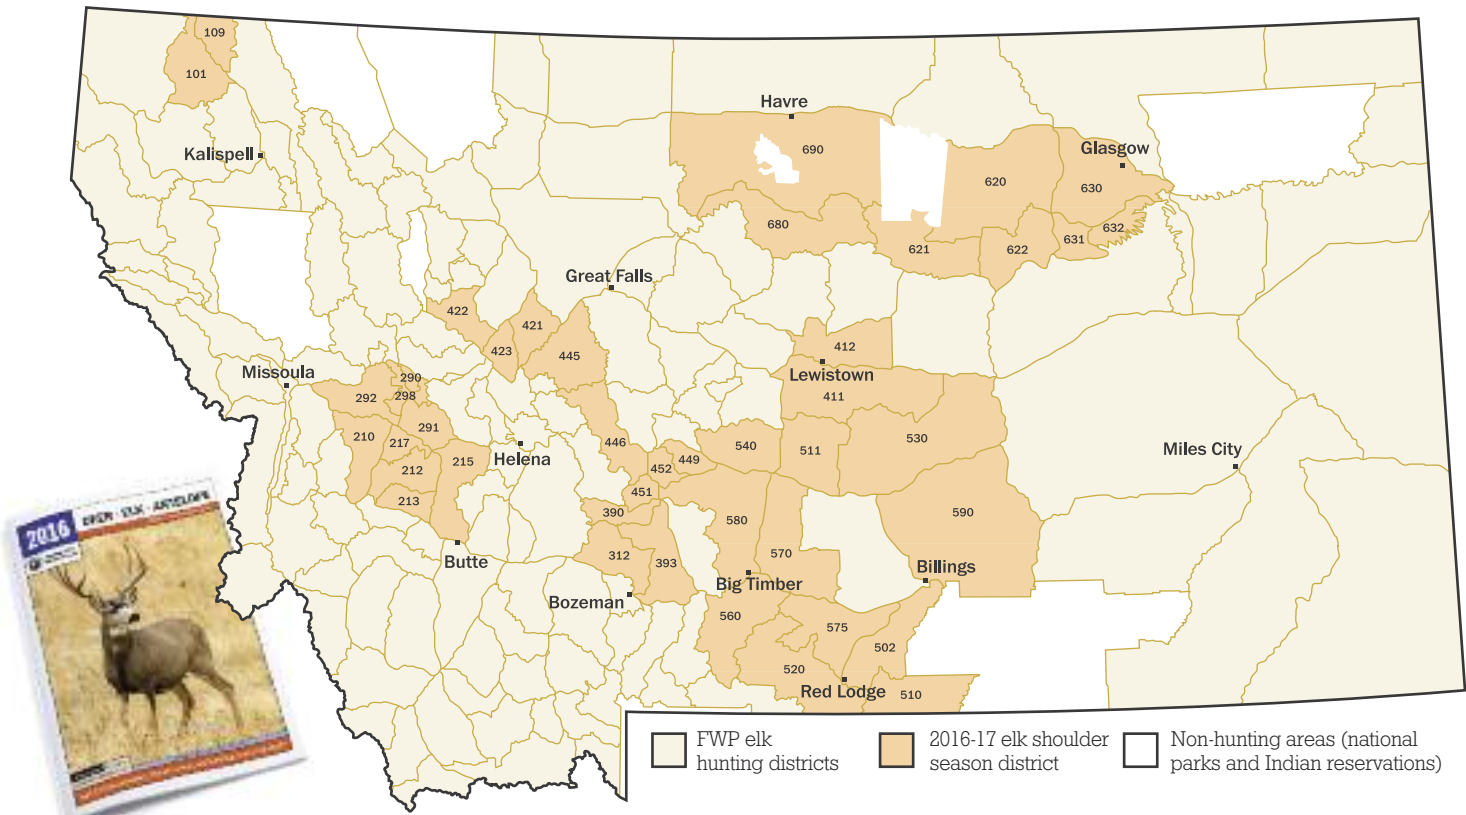 109
101
Havre
690
Kalispell
Glasgow
620
630
680
621
622
631
632
Great Falls
422
421
423
445
412
Lewistown
411
Missoula
290
292
298
291
210
217
212
215
213
Helena
446
452
449
451
540
511
530
Miles City
390
312
393
580
570
590
Butte
Bozeman
Big Timber
Billings
560
575
502
520
Red Lodge
510
2016
DEER · ELK · ANTELOPE
FWP elk
hunting districts
2016-17 elk shoulder
season district
Non-hunting areas (national
parks and Indian reservations)